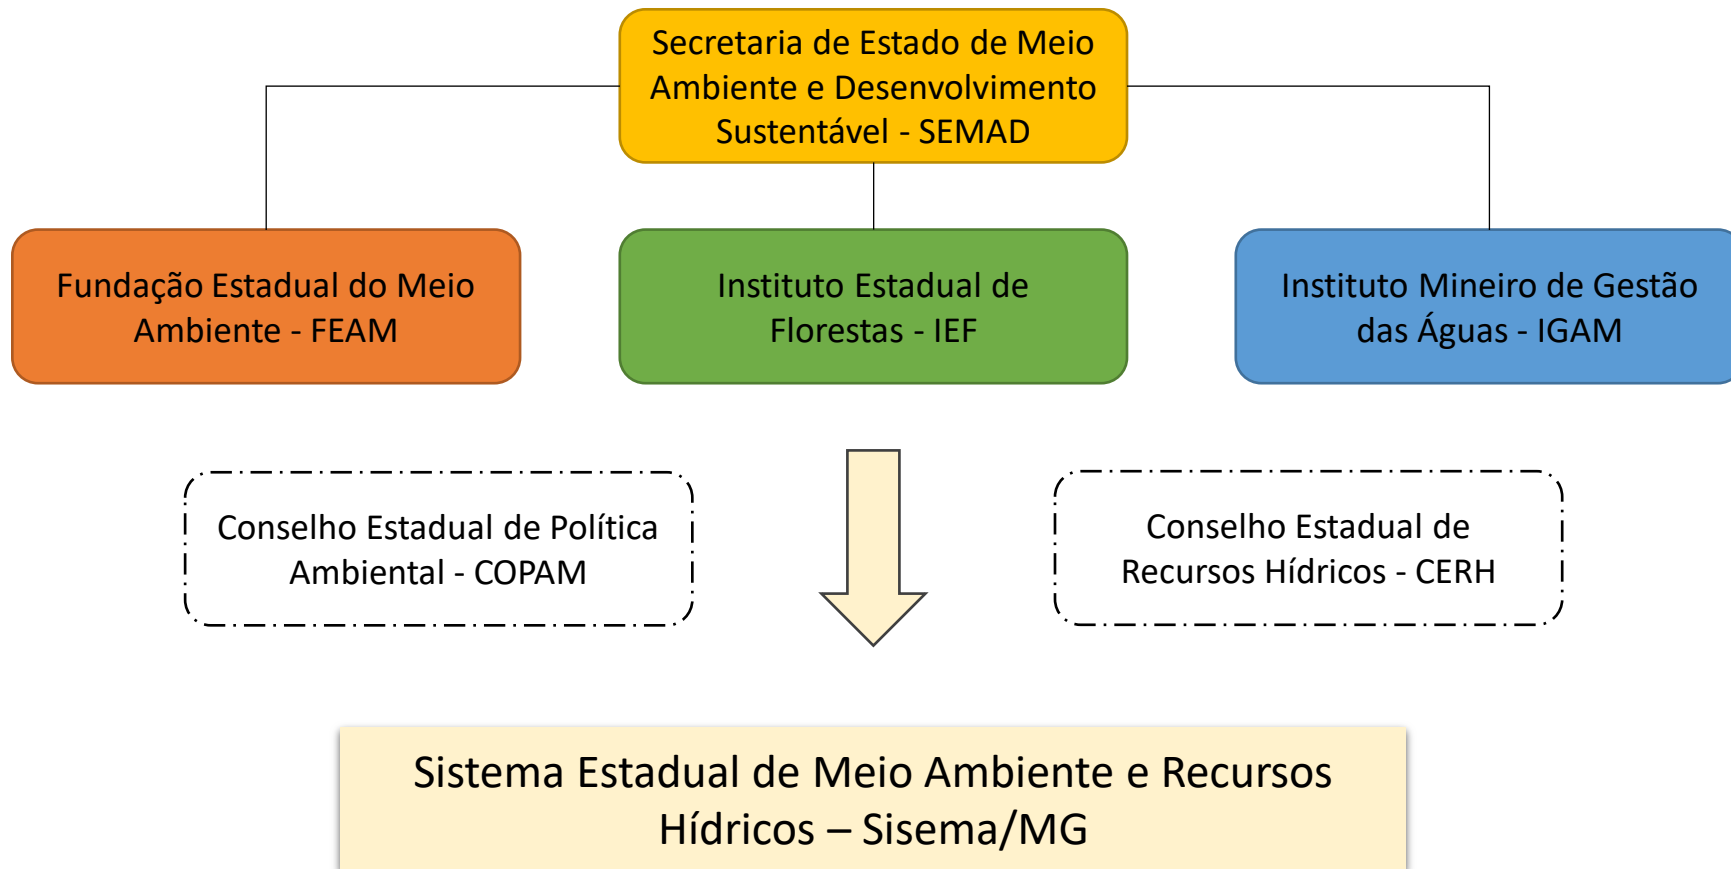 Secretaria de Estado de Meio
Ambiente e Desenvolvimento
Sustentável - SEMAD
Fundação Estadual do Meio
Ambiente - FEAM
Instituto Estadual de
Florestas - IEF
Instituto Mineiro de Gestão
das Águas - IGAM
Conselho Estadual de Política
Ambiental - COPAM
Conselho Estadual de
Recursos Hídricos - CERH
Sistema Estadual de Meio Ambiente e Recursos
Hídricos – Sisema/MG